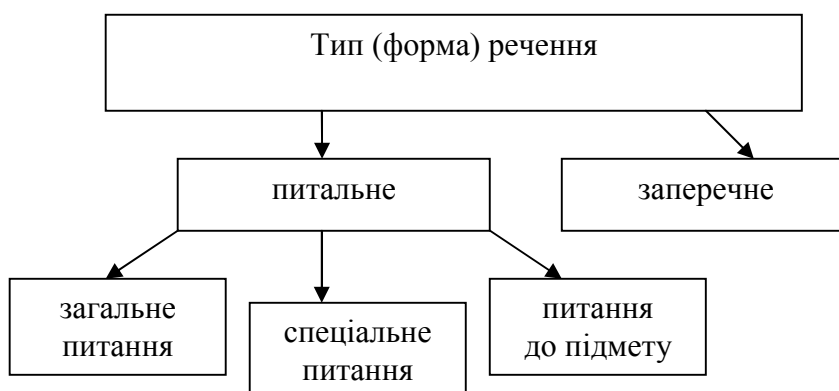 Тип (форма) речення
питальне
заперечне
загальне
питання
спеціальне
питання
питання
до підмету